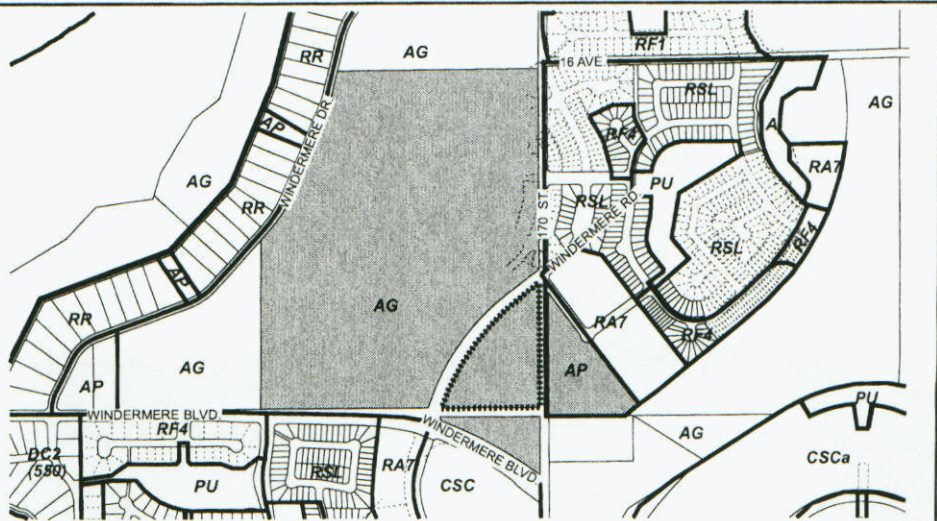 RF1
AG
RR
16 AVE.
RSL
AG
AP
A
WINDERMERE DR.
RF4
RA7
AG
PU
RR
170 ST.
RSL
WINDERMERE RD.
RSL
RF4
AP
AG
RR
RA7
RF4
AP
AG
AP
PU
WINDERMERE BLVD.
RF4
AG
DC2
(550)
RSL
RA7
WINDERMERE BLVD.
CSCa
PU
CSC